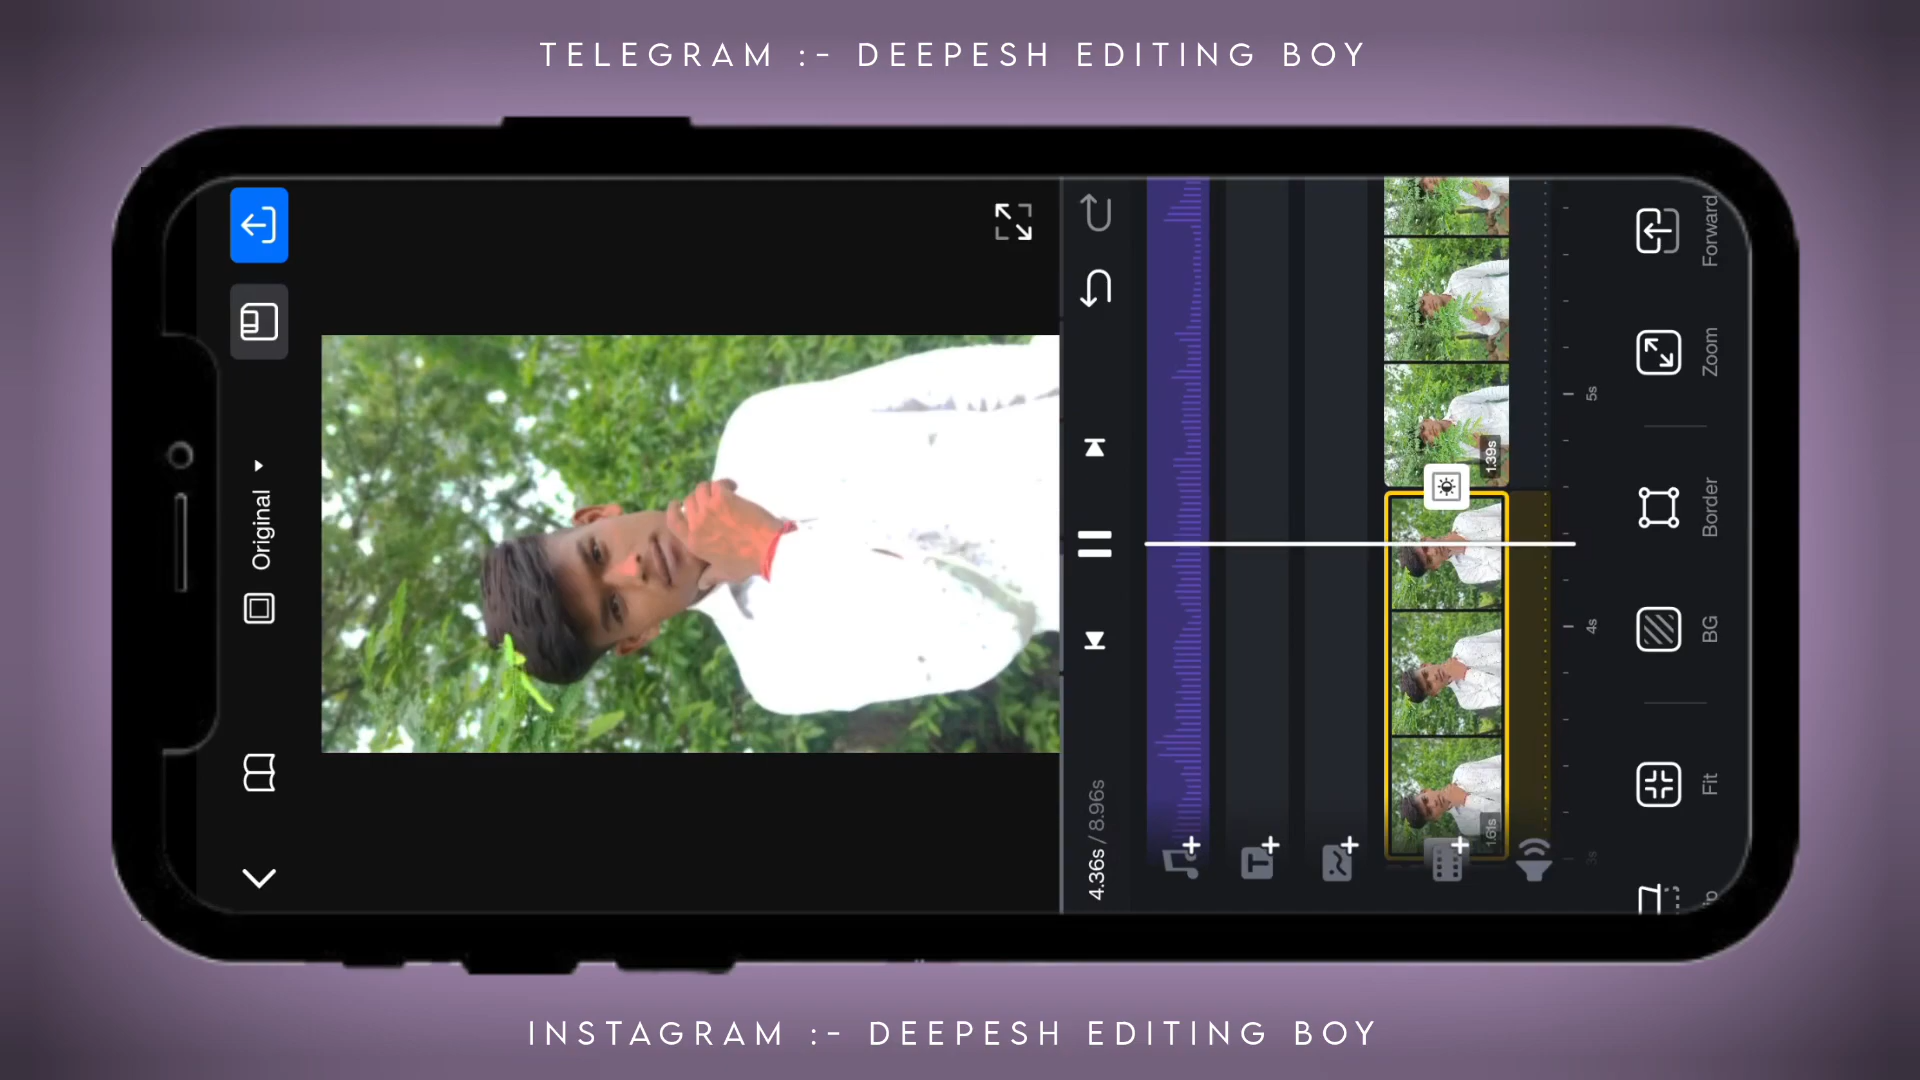 TELEGRAM :- DEEPESH EDITING BOY
Original
4.36s / 8.96s
1.39s
1.61s
5s
4s
3s
Forward
Zoom
Border
BG
Fit
INSTAGRAM :- DEEPESH EDITING BOY